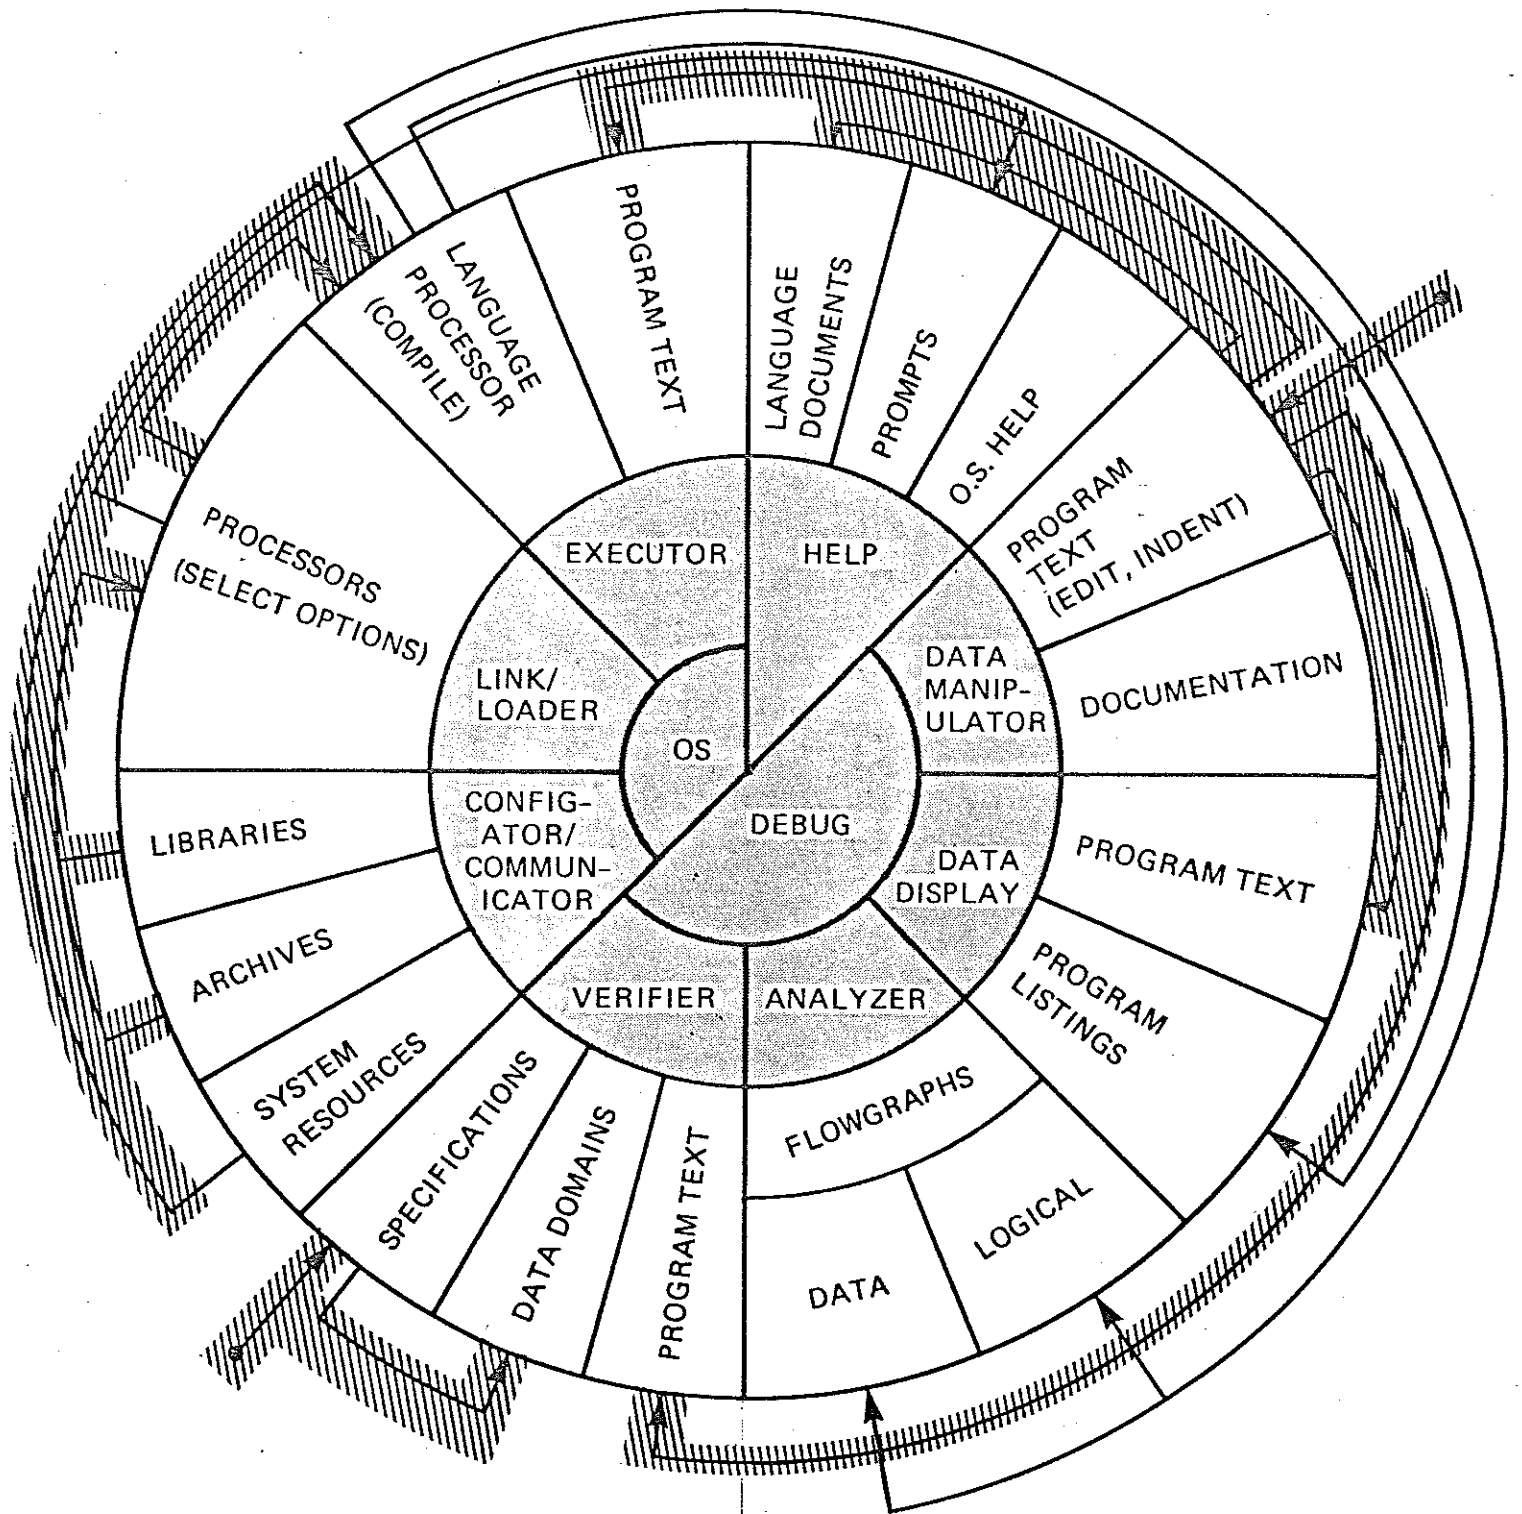 LANGUAGE
PROCESSOR
(COMPILE)
PROGRAM TEXT
LANGUAGE
DOCUMENTS
PROMPTS
O.S. HELP
PROGRAM
TEXT
(EDIT, INDENT)
DOCUMENTATION
PROGRAM TEXT
PROGRAM
LISTINGS
FLOWGRAPHS
LOGICAL
DATA
PROGRAM TEXT
DATA DOMAINS
SPECIFICATIONS
SYSTEM
RESOURCES
ARCHIVES
LIBRARIES
PROCESSORS
(SELECT OPTIONS)
EXECUTOR
HELP
DATA
MANIP-
ULATOR
DATA
DISPLAY
ANALYZER
VERIFIER
CONFIG-
ATOR/
COMMUN-
ICATOR
LINK/
LOADER
OS
DEBUG